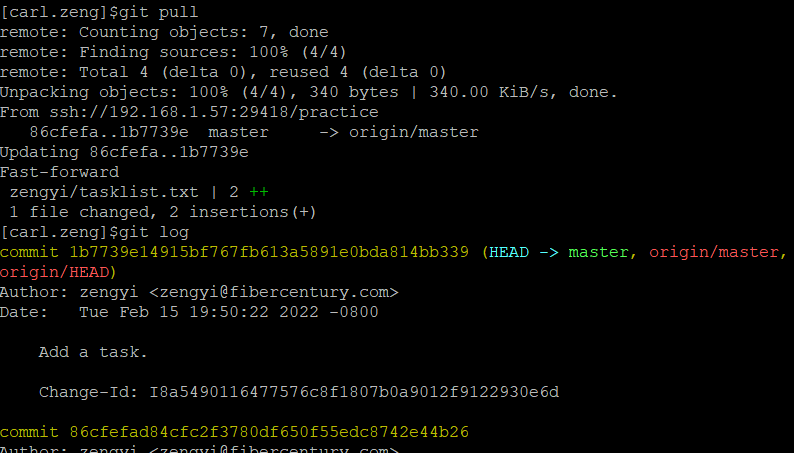 [carl.zeng]$git pull
remote: Counting objects: 7, done
remote: Finding sources: 100% (4/4)
remote: Total 4 (delta 0), reused 4 (delta 0)
Unpacking objects: 100% (4/4), 340 bytes | 340.00 KiB/s, done.
From ssh://192.168.1.57:29418/practice
   86cfefa..1b7739e  master     -> origin/master
Updating 86cfefa..1b7739e
Fast-forward
 zengyi/tasklist.txt | 2 ++
 1 file changed, 2 insertions(+)
[carl.zeng]$git log
commit 1b7739e14915bf767fb613a5891e0bda814bb339 (HEAD -> master, origin/master,
origin/HEAD)
Author: zengyi <zengyi@fibercentury.com>
Date:   Tue Feb 15 19:50:22 2022 -0800
    Add a task.
    Change-Id: I8a5490116477576c8f1807b0a9012f9122930e6d
commit 86cfefad84cfc2f3780df650f55edc8742e44b26
Author: zengyi <zengyi@fibercentury.com>